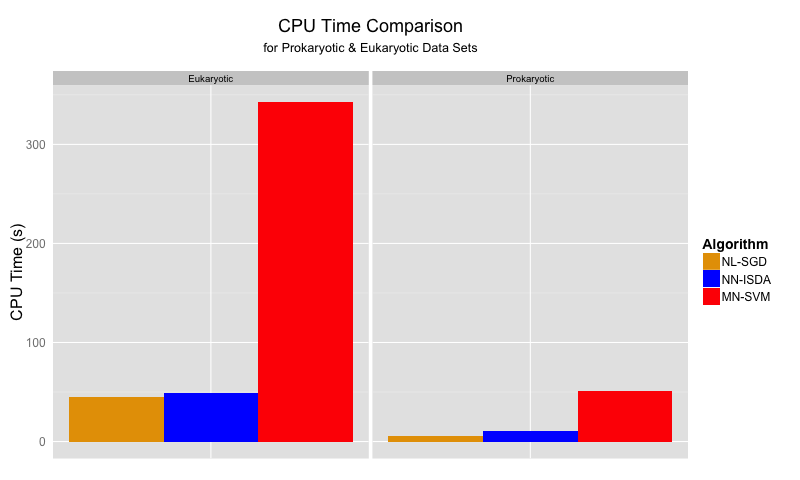 CPU Time Comparison
for Prokaryotic & Eukaryotic Data Sets
Eukaryotic
Prokaryotic
300
200
100
0
CPU Time (s)
Algorithm
NL-SGD
NN-ISDA
MN-SVM